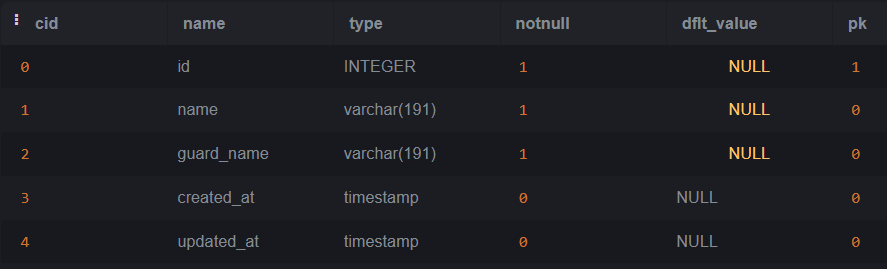 cid name type notnull dflt_value pk
0 id INTEGER 1 NULL 1
1 name varchar(191) 1 NULL 0
2 guard_name varchar(191) 1 NULL 0
3 created_at timestamp 0 NULL 0
4 updated_at timestamp 0 NULL 0